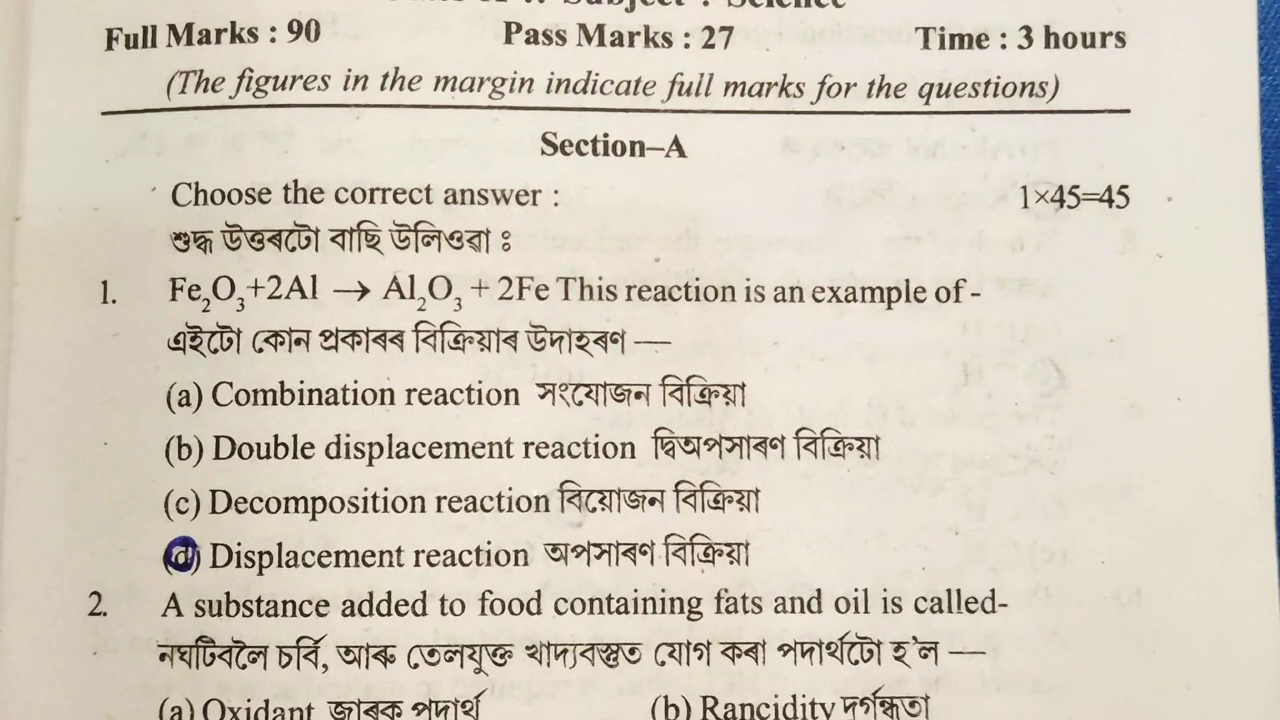 Subject : Science
Full Marks : 90 Pass Marks : 27 Time : 3 hours
(The figures in the margin indicate full marks for the questions)
Section–A
Choose the correct answer : 1×45=45
শুদ্ধ উত্তৰটো বাছি উলিওৱা ঃ
1. Fe₂O₃+2Al → Al₂O₃ + 2Fe This reaction is an example of -
এইটো কোন প্ৰকাৰৰ বিক্ৰিয়াৰ উদাহৰণ —
(a) Combination reaction সংযোজন বিক্ৰিয়া
(b) Double displacement reaction দ্বিঅপসাৰণ বিক্ৰিয়া
(c) Decomposition reaction বিয়োজন বিক্ৰিয়া
(d) Displacement reaction অপসাৰণ বিক্ৰিয়া
2. A substance added to food containing fats and oil is called-
নঘটিবলৈ চৰ্বি, আৰু তেলযুক্ত খাদ্যবস্তুত যোগ কৰা পদাৰ্থটো হ'ল —
(a) Oxidant জাৰক পদাৰ্থ (b) Rancidity দুৰ্গন্ধতা